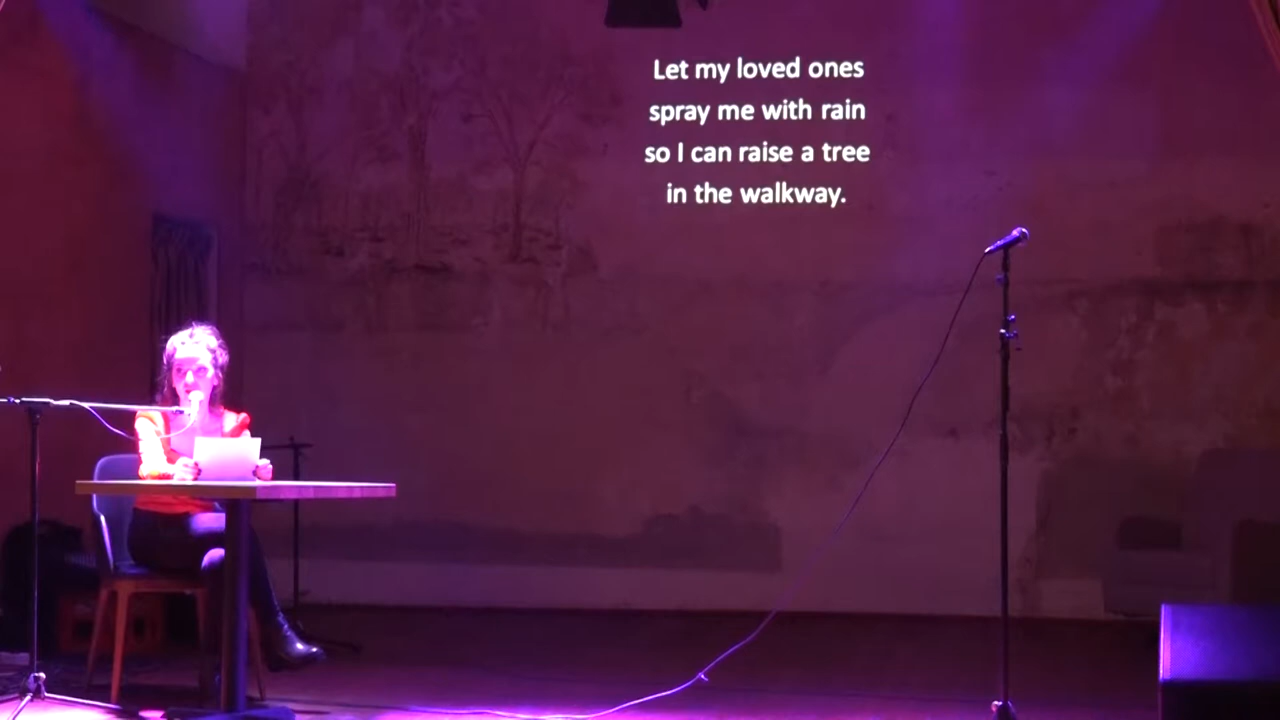 Let my loved ones
spray me with rain
so I can raise a tree
in the walkway.